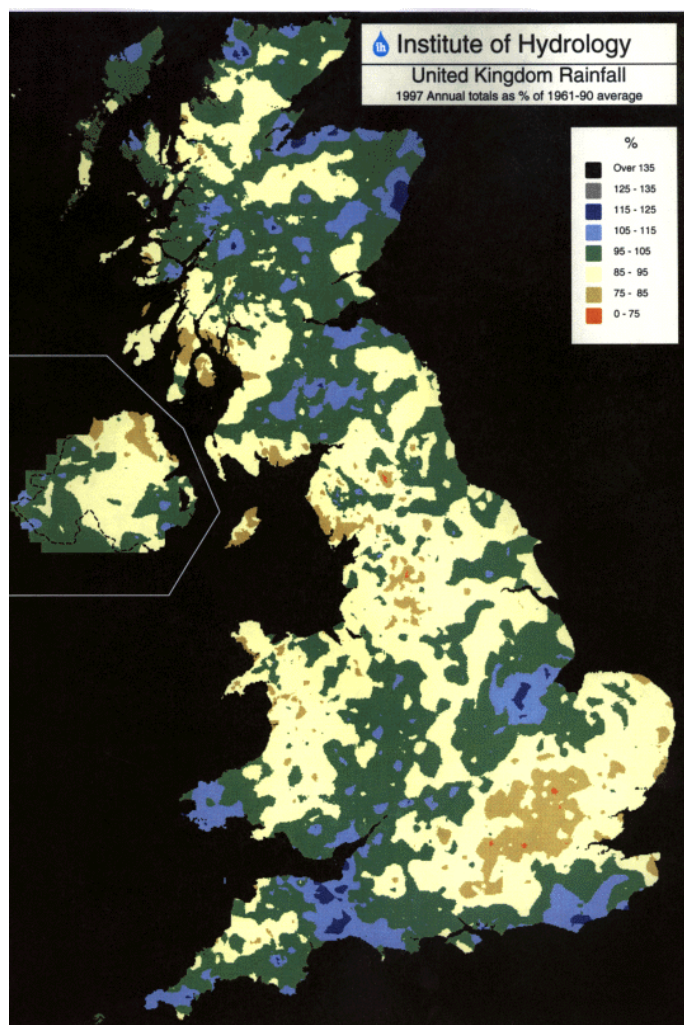 ih Institute of Hydrology
United Kingdom Rainfall
1997 Annual totals as % of 1961-90 average
%
Over 135
125 - 135
115 - 125
105 - 115
95 - 105
85 - 95
75 - 85
0 - 75